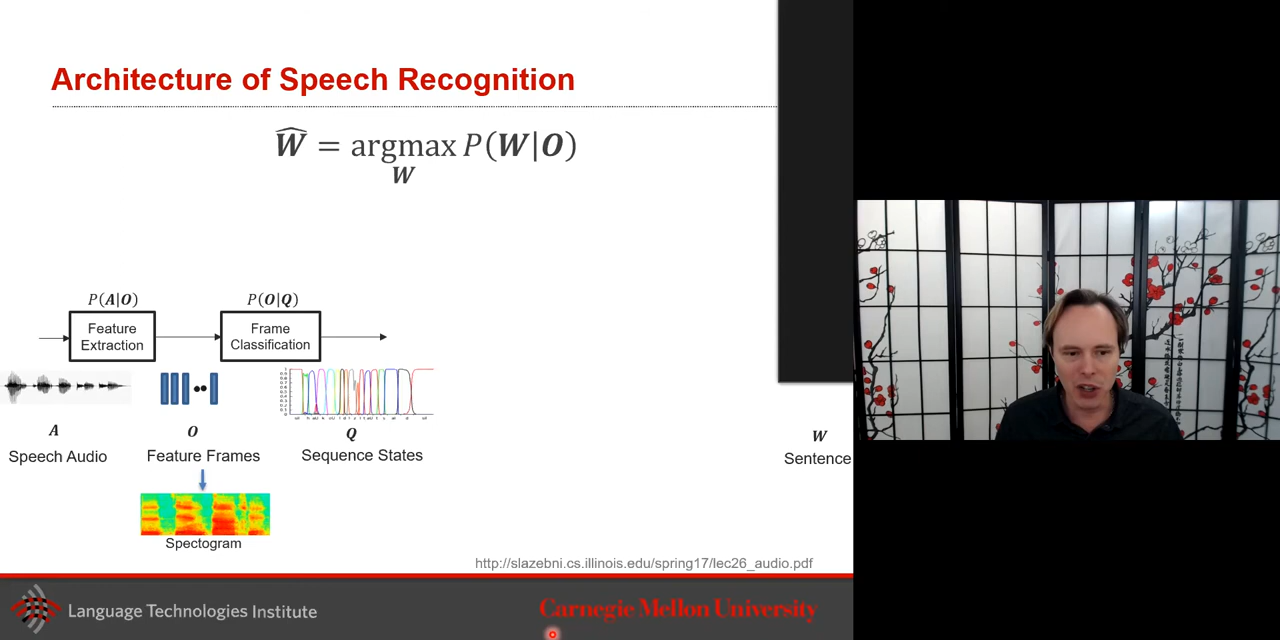 Architecture of Speech Recognition
Ŵ = argmax P(W|O)
W
P(A|O)
P(O|Q)
Feature
Extraction
Frame
Classification
A
O
Q
W
Speech Audio
Feature Frames
Sequence States
Sentence
Spectogram
http://slazebni.cs.illinois.edu/spring17/lec26_audio.pdf
Language Technologies Institute
Carnegie Mellon University